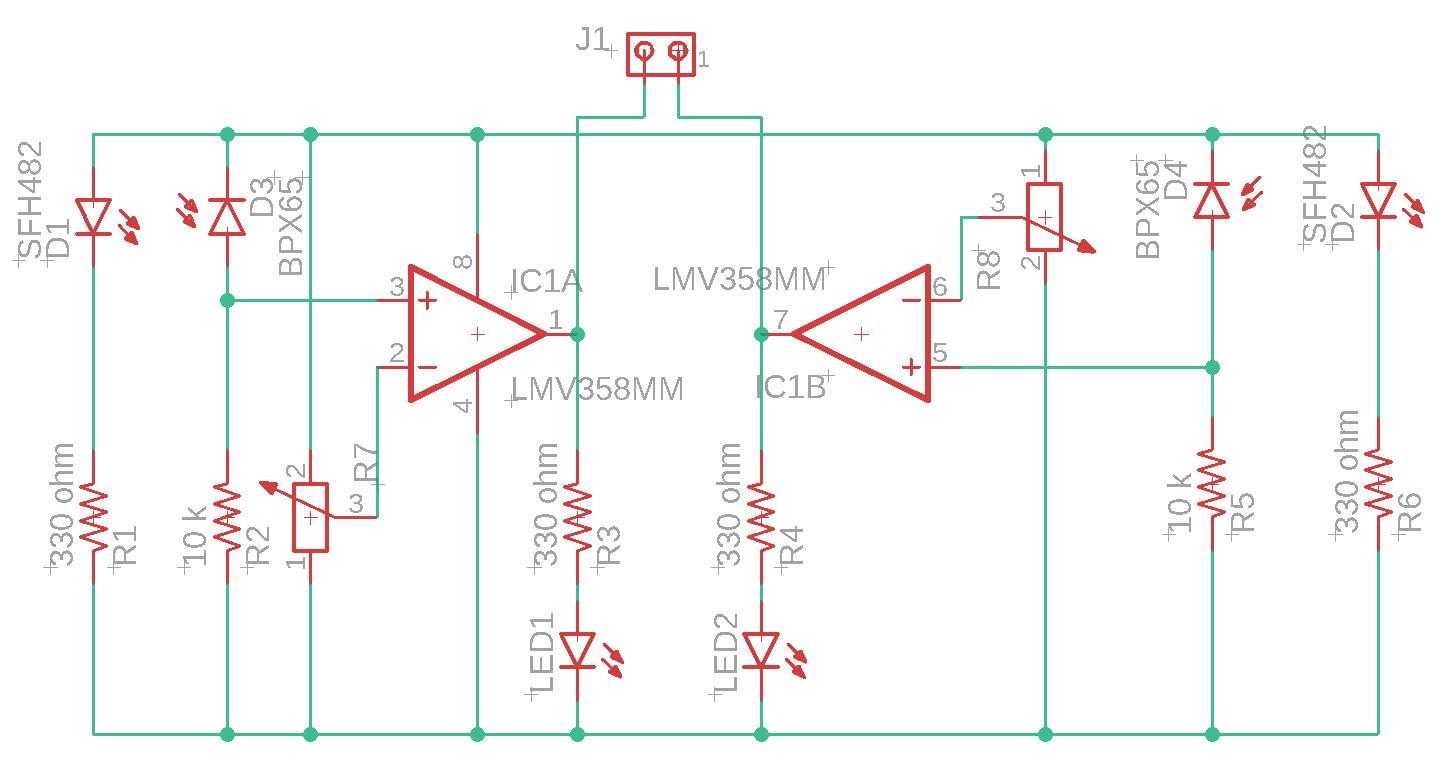 J1
1
SFH482
D1
D3
BPX65
8
IC1A
3
2
1
4
LMV358MM
LMV358MM
7
6
5
IC1B
1
3
2
R8
BPX65
D4
SFH482
D2
330 ohm
R1
10 k
R2
2
3
1
R7
330 ohm
R3
330 ohm
R4
10 k
R5
330 ohm
R6
LED1
LED2